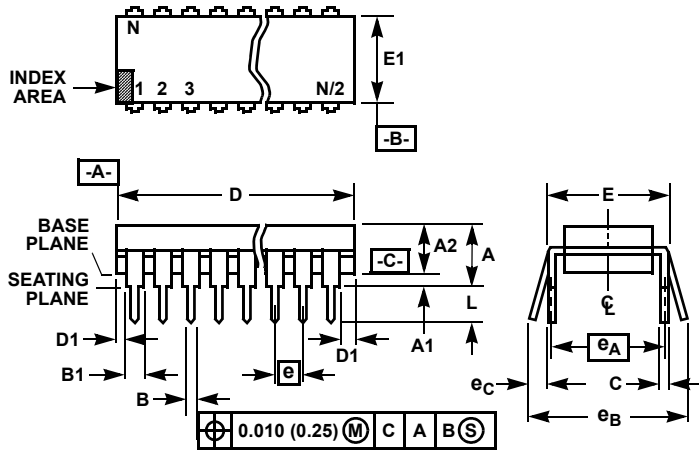 N
E1
INDEX
AREA
1 2 3 N/2
-B-
-A-
D
E
BASE
PLANE
A2
A
-C-
SEATING
PLANE
L
C
L
D1
A1
D1
eA
B1
e
eC
C
B
eB
0.010 (0.25) M C A B S